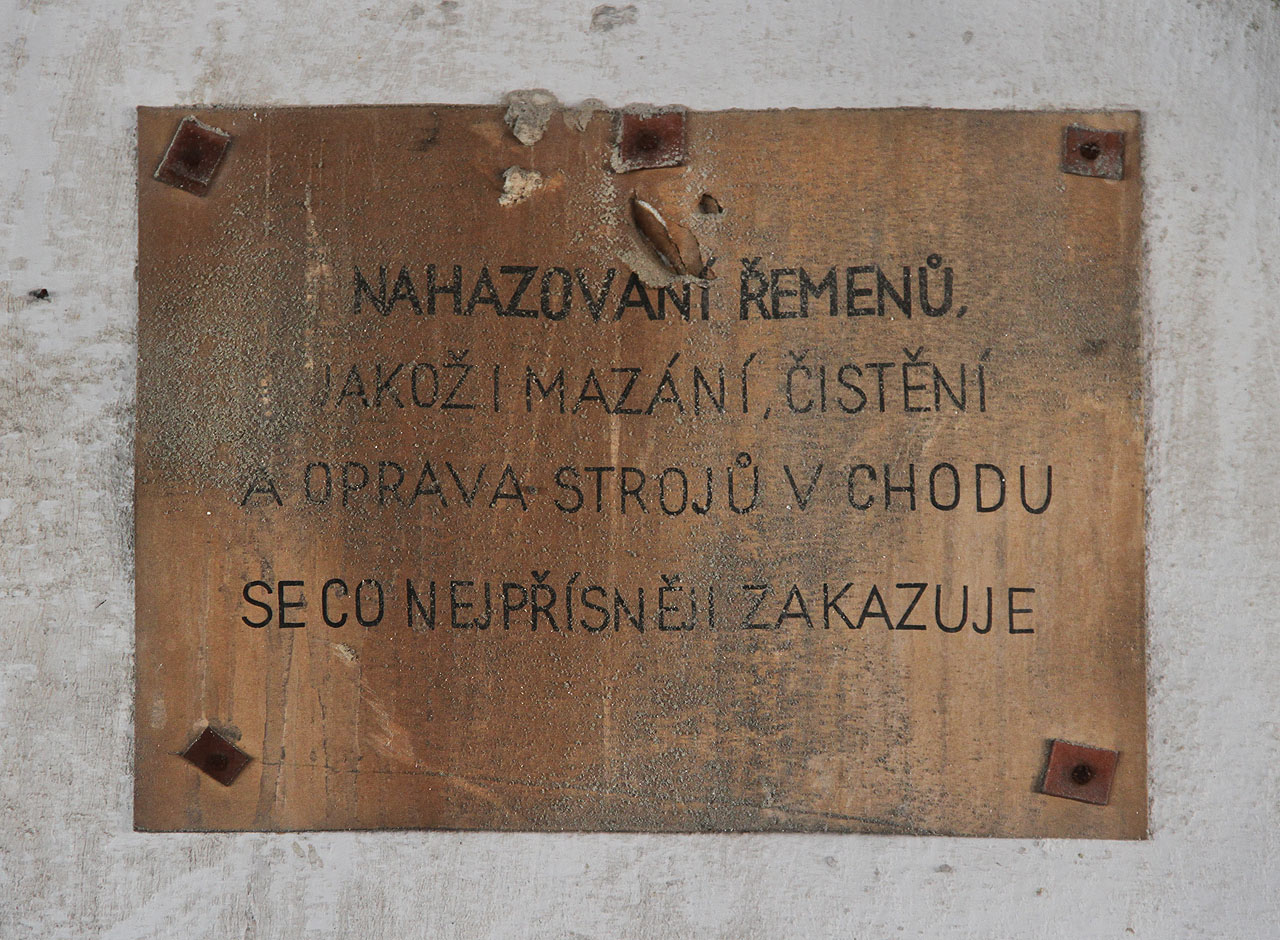 NAHAZOVANÍ ŘEMENŮ,
JAKOŽ I MAZÁNÍ, ČISTĚNÍ
A OPRAVA STROJŮ V CHODU
SE CO NEJPŘÍSNĚJI ZAKAZUJE